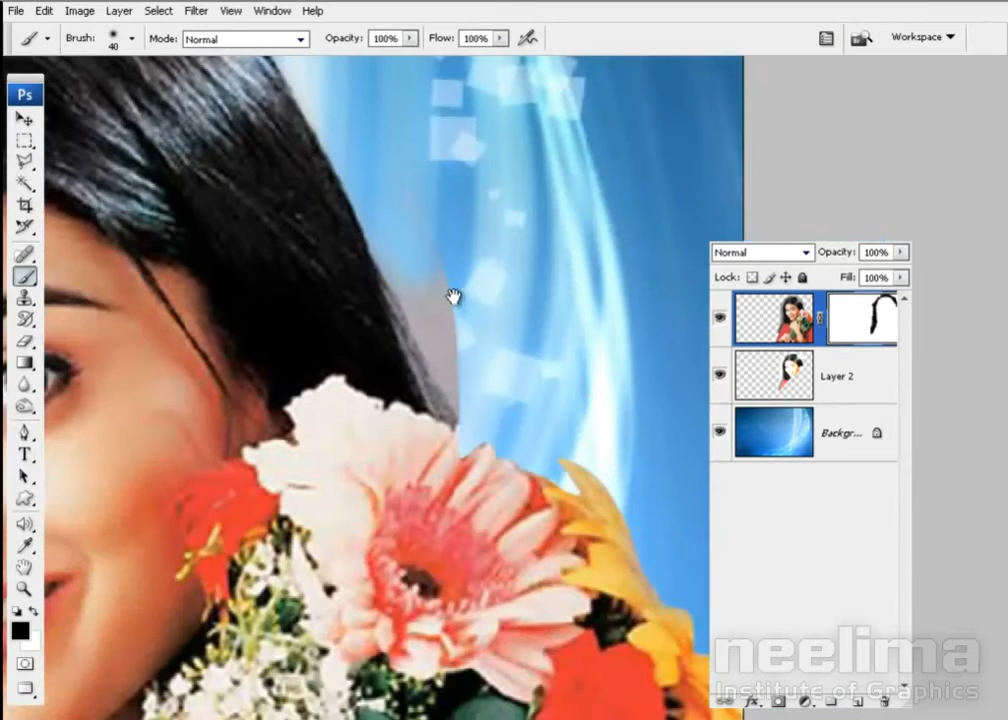 File Edit Image Layer Select Filter View Window Help
Brush: 40 Mode: Normal Opacity: 100% Flow: 100% Workspace
Ps
Normal Opacity: 100%
Lock: Fill: 100%
Layer 2
Backgr...
T
neelima
Institute of Graphics